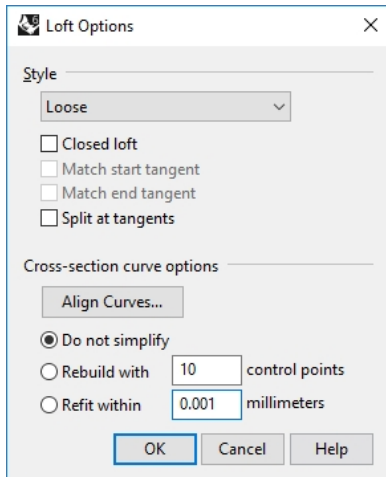 Loft Options
Style
Loose
Closed loft
Match start tangent
Match end tangent
Split at tangents
Cross-section curve options
Align Curves...
Do not simplify
Rebuild with 10 control points
Refit within 0.001 millimeters
OK Cancel Help